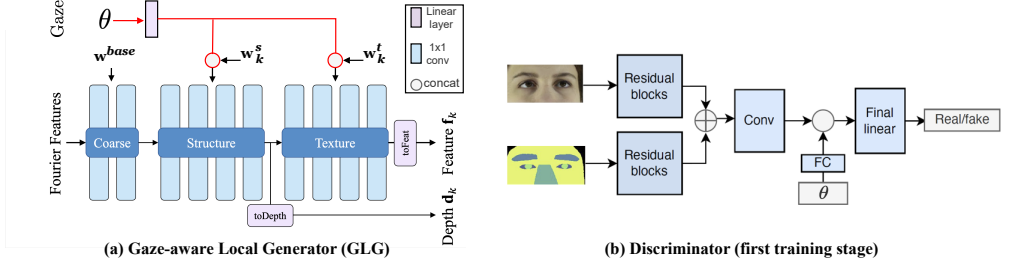 Gaze
θ
Linear
layer
1x1
conv
concat
w^base
w_k^s
w_k^t
Fourier Features
Coarse
Structure
Texture
toFeat
Feature f_k
toDepth
Depth d_k
(a) Gaze-aware Local Generator (GLG)
Residual
blocks
Residual
blocks
Conv
Final
linear
Real/fake
FC
θ
(b) Discriminator (first training stage)